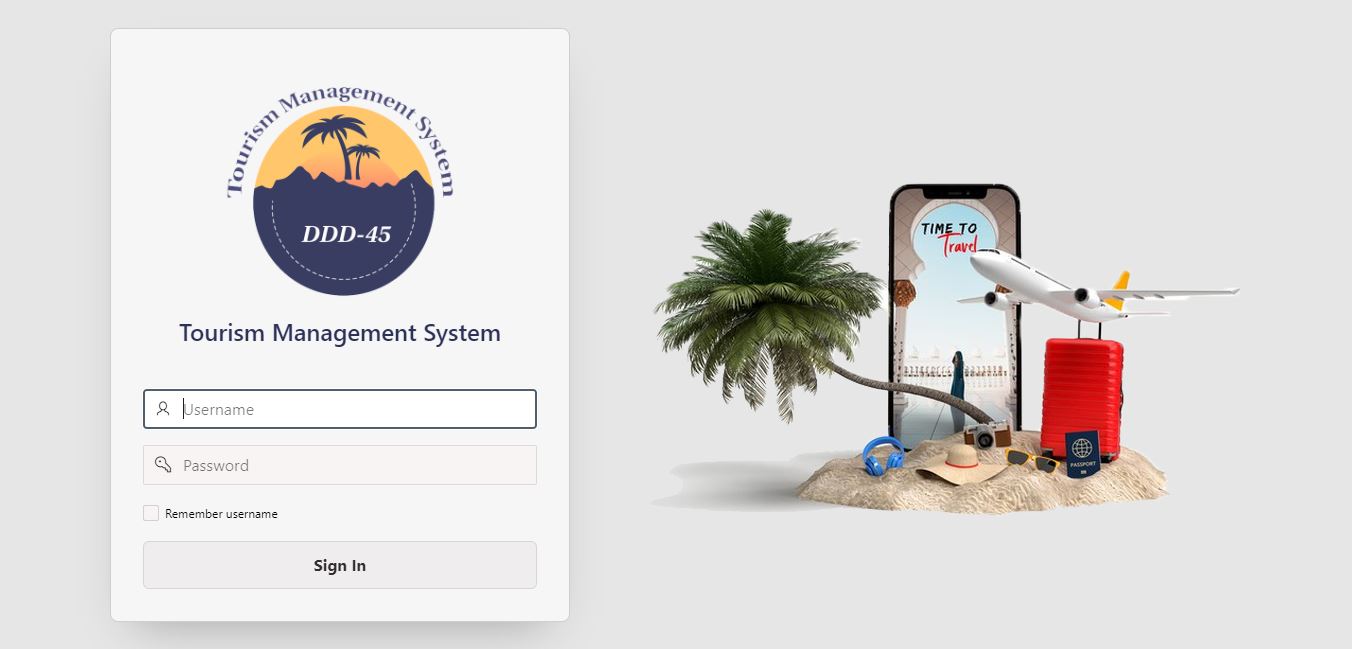 Tourism Management System
DDD-45
Tourism Management System
Username
Password
Remember username
Sign In
TIME TO
Travel
PASSPORT